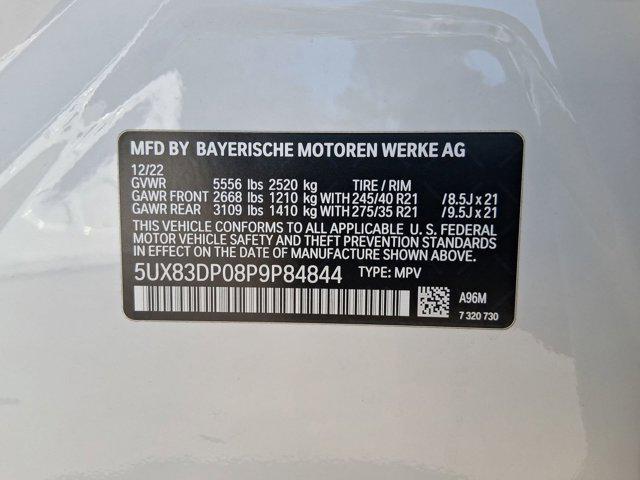 MFD BY BAYERISCHE MOTOREN WERKE AG
12/22
GVWR 5556 lbs 2520 kg TIRE / RIM
GAWR FRONT 2668 lbs 1210 kg WITH 245/40 R21 /8.5J x 21
GAWR REAR 3109 lbs 1410 kg WITH 275/35 R21 /9.5J x 21
THIS VEHICLE CONFORMS TO ALL APPLICABLE U. S. FEDERAL
MOTOR VEHICLE SAFETY AND THEFT PREVENTION STANDARDS
IN EFFECT ON THE DATE OF MANUFACTURE SHOWN ABOVE.
5UX83DP08P9P84844 TYPE: MPV
A96M
7 320 730